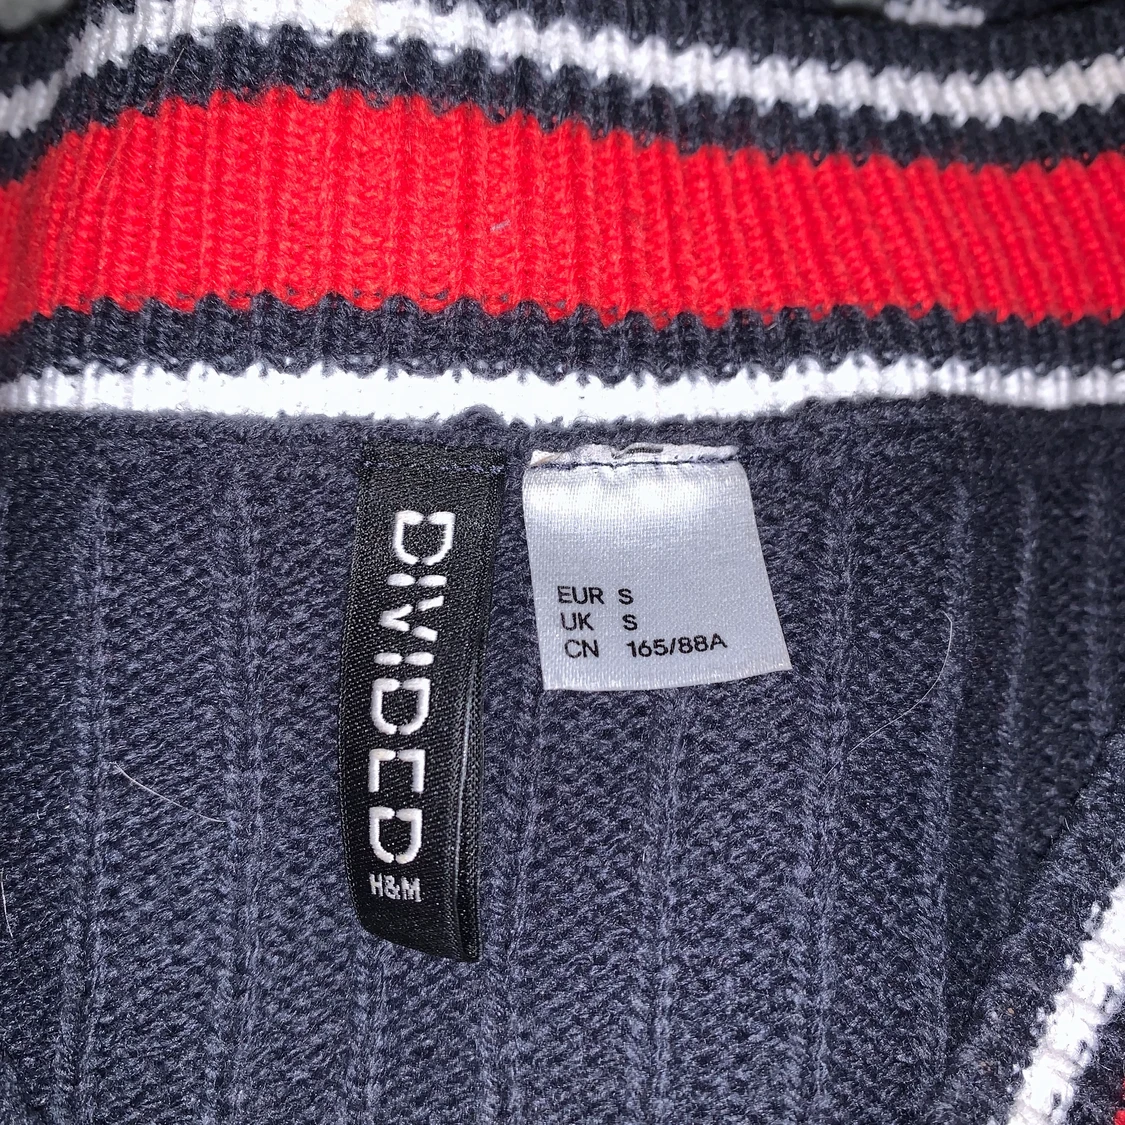 DIVIDED
H&M
EUR S
UK S
CN 165/88A